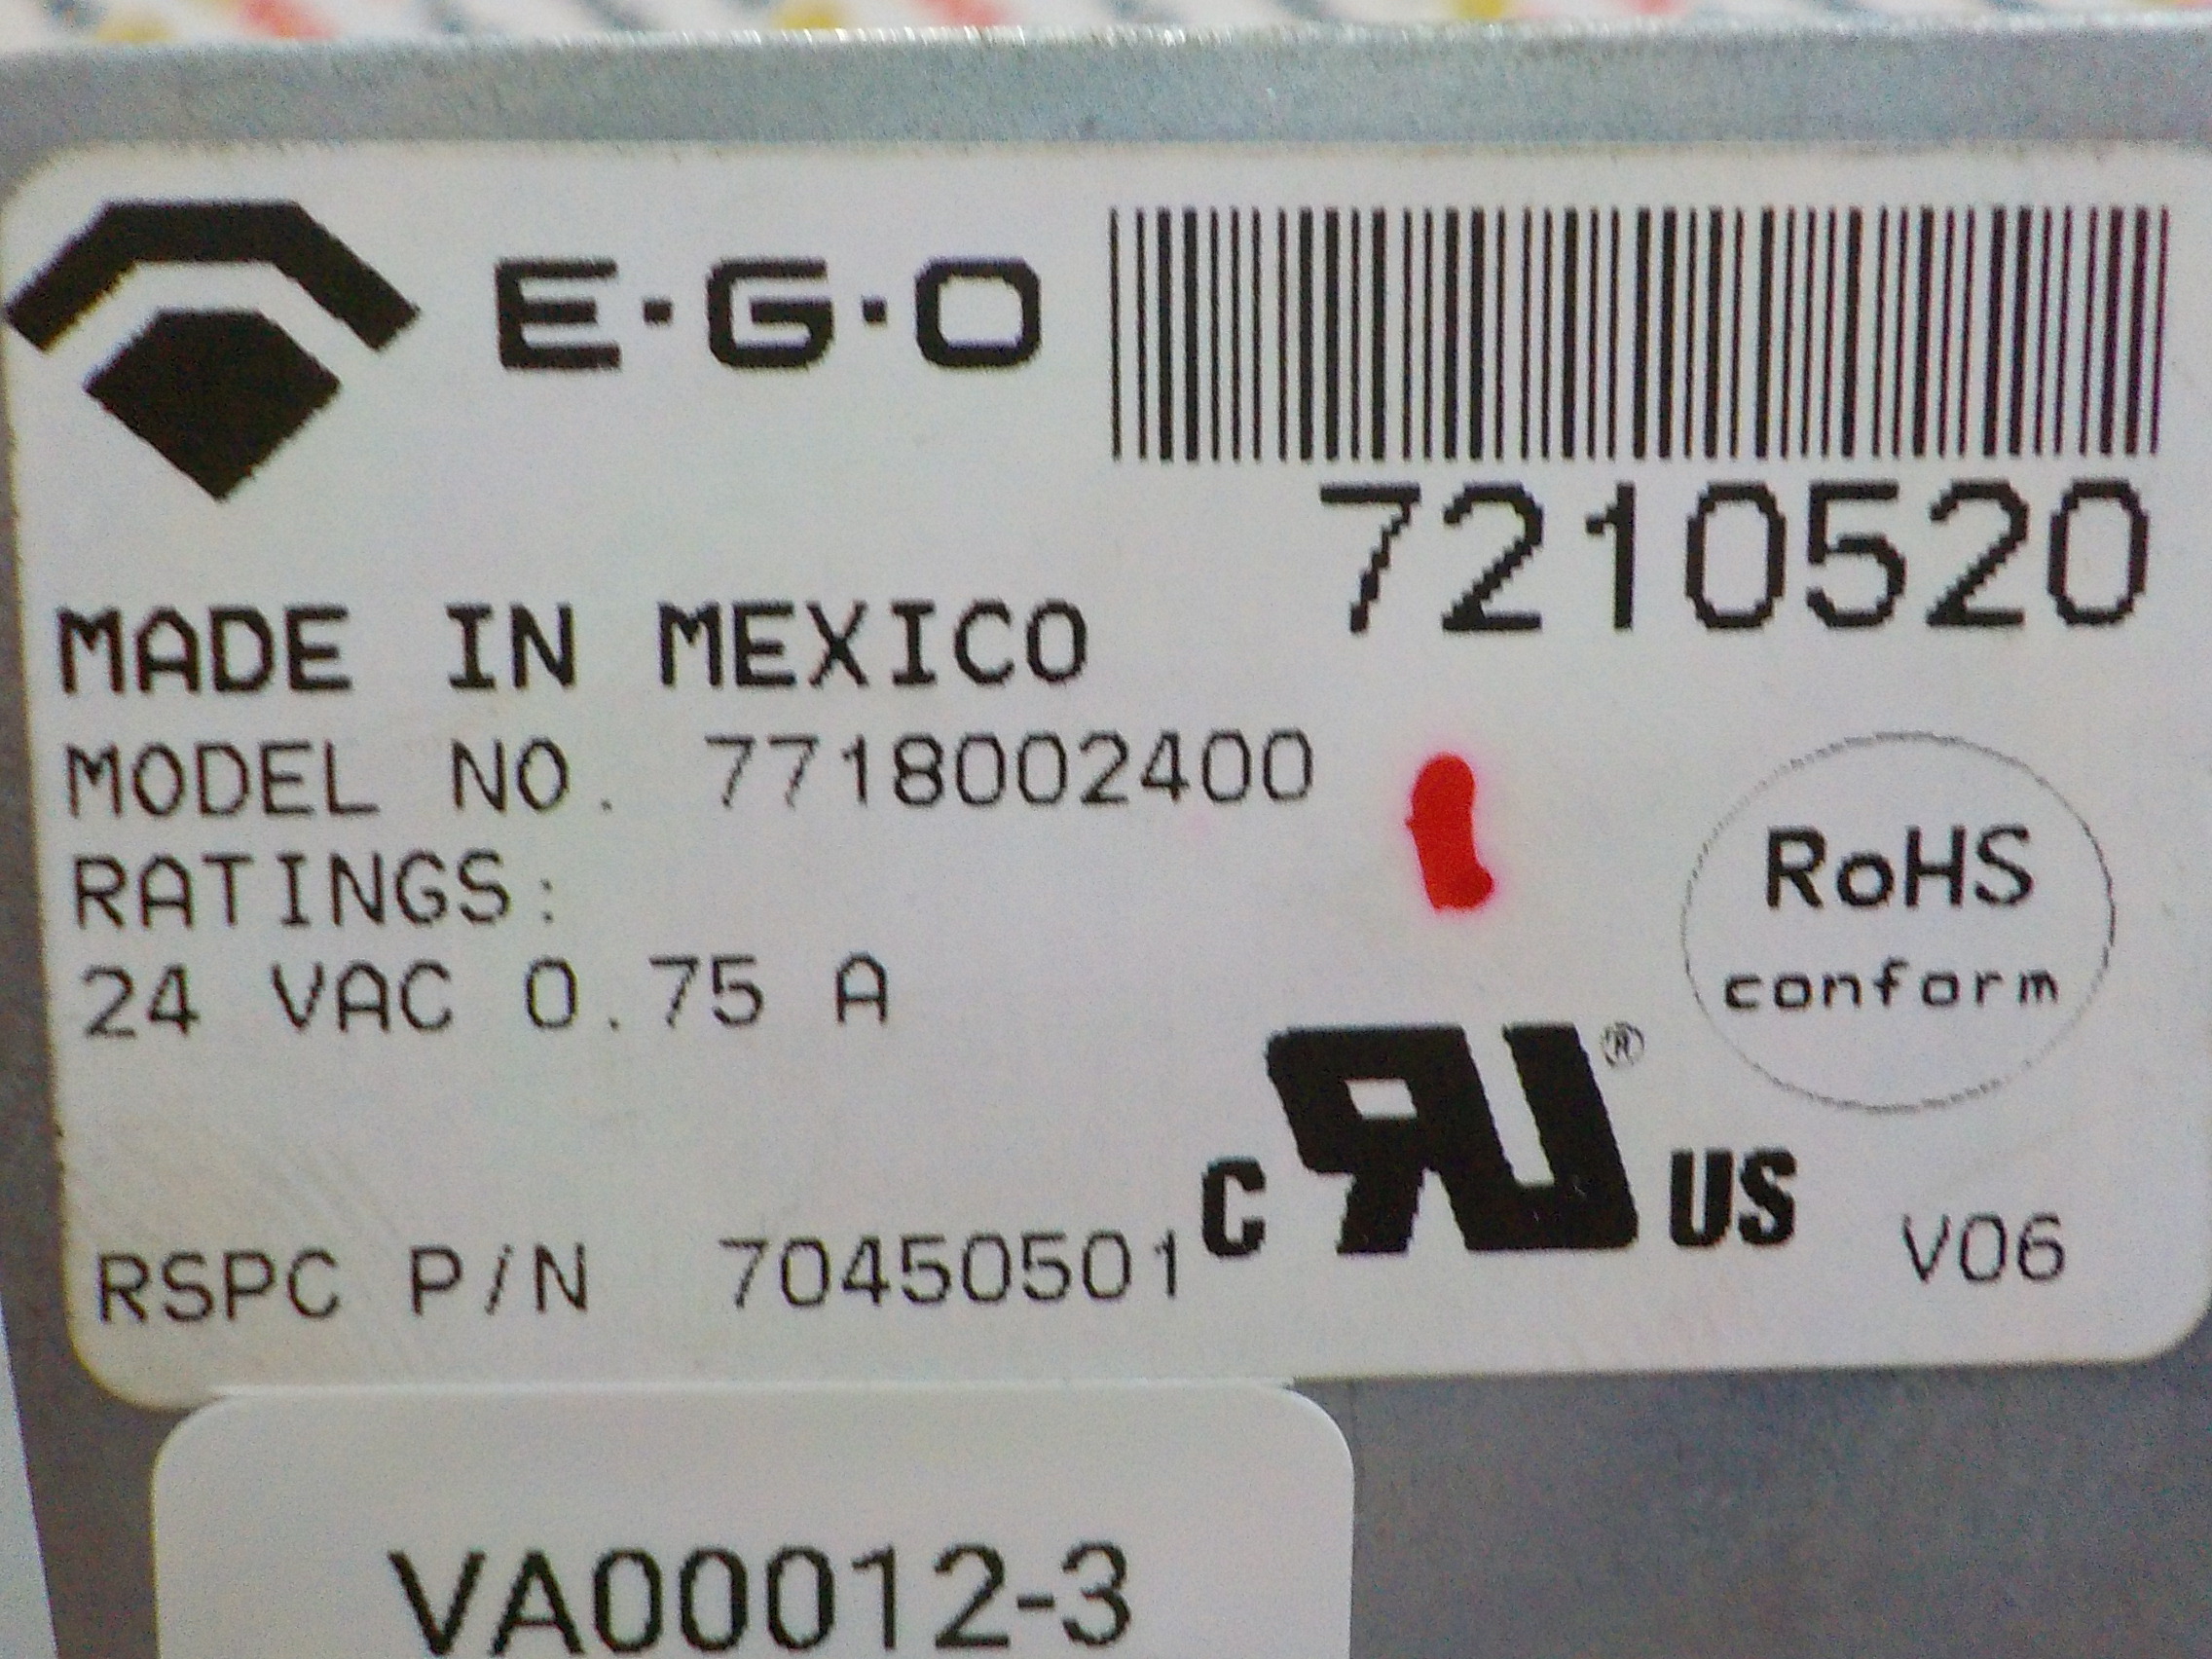 E·G·O
7210520
MADE IN MEXICO
MODEL NO. 7718002400
RATINGS:
24 VAC 0.75 A
RoHS
conform
C RU® US
V06
RSPC P/N 70450501
VA00012-3